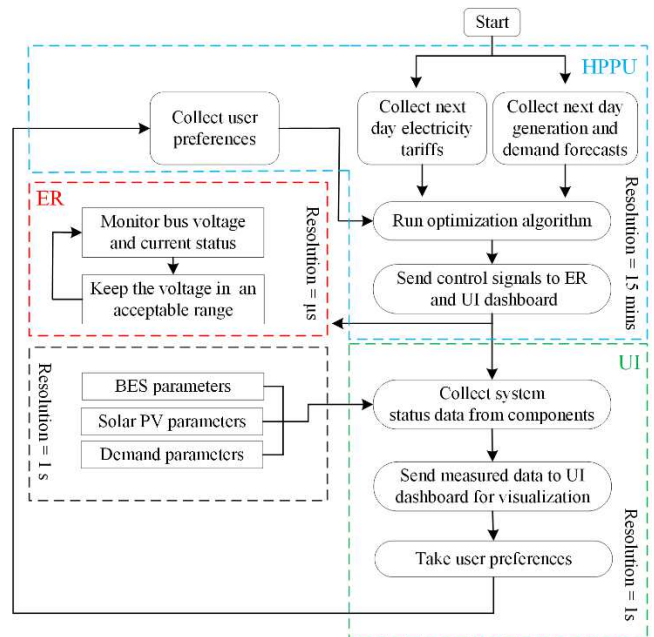 Start
HPPU
Collect user
preferences
Collect next
day electricity
tariffs
Collect next
day generation
and demand
forecasts
Resolution = 15 mins
Run optimization algorithm
Send control signals to ER
and UI dashboard
ER
Monitor bus voltage
and current status
Keep the voltage in an
acceptable range
Resolution = μs
Resolution = 1 s
BES parameters
Solar PV parameters
Demand parameters
UI
Collect system
status data from components
Send measured data to UI
dashboard for visualization
Take user preferences
Resolution = 1s